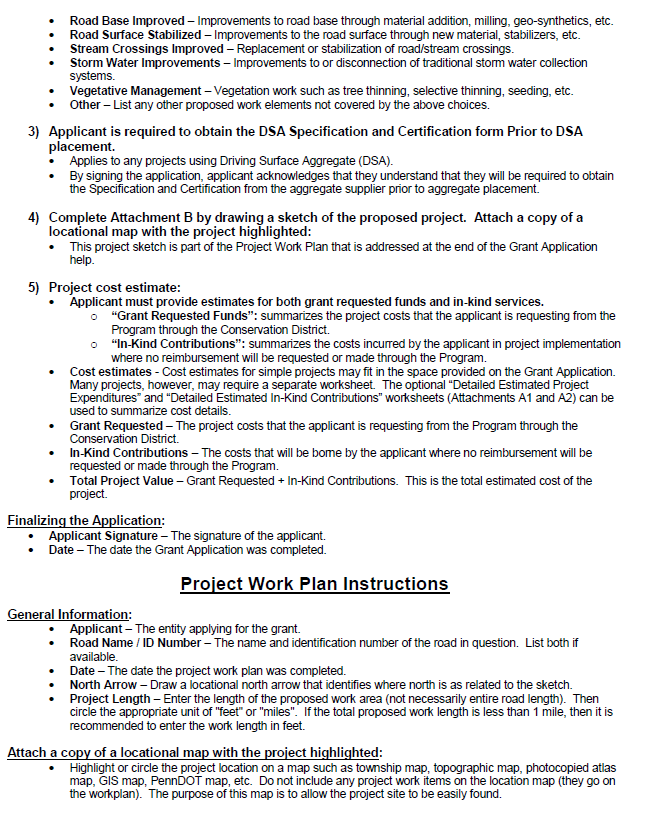 • Road Base Improved – Improvements to road base through material addition, milling, geo-synthetics, etc.
• Road Surface Stabilized – Improvements to the road surface through new material, stabilizers, etc.
• Stream Crossings Improved – Replacement or stabilization of road/stream crossings.
• Storm Water Improvements – Improvements to or disconnection of traditional storm water collection
systems.
• Vegetative Management – Vegetation work such as tree thinning, selective thinning, seeding, etc.
• Other – List any other proposed work elements not covered by the above choices.
3) Applicant is required to obtain the DSA Specification and Certification form Prior to DSA
placement.
• Applies to any projects using Driving Surface Aggregate (DSA).
• By signing the application, applicant acknowledges that they understand that they will be required to obtain
the Specification and Certification from the aggregate supplier prior to aggregate placement.
4) Complete Attachment B by drawing a sketch of the proposed project. Attach a copy of a
locational map with the project highlighted:
• This project sketch is part of the Project Work Plan that is addressed at the end of the Grant Application
help.
5) Project cost estimate:
• Applicant must provide estimates for both grant requested funds and in-kind services.
o “Grant Requested Funds”: summarizes the project costs that the applicant is requesting from the
Program through the Conservation District.
o “In-Kind Contributions”: summarizes the costs incurred by the applicant in project implementation
where no reimbursement will be requested or made through the Program.
• Cost estimates - Cost estimates for simple projects may fit in the space provided on the Grant Application.
Many projects, however, may require a separate worksheet. The optional “Detailed Estimated Project
Expenditures” and “Detailed Estimated In-Kind Contributions” worksheets (Attachments A1 and A2) can be
used to summarize cost details.
• Grant Requested – The project costs that the applicant is requesting from the Program through the
Conservation District.
• In-Kind Contributions – The costs that will be borne by the applicant where no reimbursement will be
requested or made through the Program.
• Total Project Value – Grant Requested + In-Kind Contributions. This is the total estimated cost of the
project.
Finalizing the Application:
• Applicant Signature – The signature of the applicant.
• Date – The date the Grant Application was completed.
Project Work Plan Instructions
General Information:
• Applicant – The entity applying for the grant.
• Road Name / ID Number – The name and identification number of the road in question. List both if
available.
• Date – The date the project work plan was completed.
• North Arrow – Draw a locational north arrow that identifies where north is as related to the sketch.
• Project Length – Enter the length of the proposed work area (not necessarily entire road length). Then
circle the appropriate unit of "feet" or "miles". If the total proposed work length is less than 1 mile, then it is
recommended to enter the work length in feet.
Attach a copy of a locational map with the project highlighted:
• Highlight or circle the project location on a map such as township map, topographic map, photocopied atlas
map, GIS map, PennDOT map, etc. Do not include any project work items on the location map (they go on
the workplan). The purpose of this map is to allow the project site to be easily found.